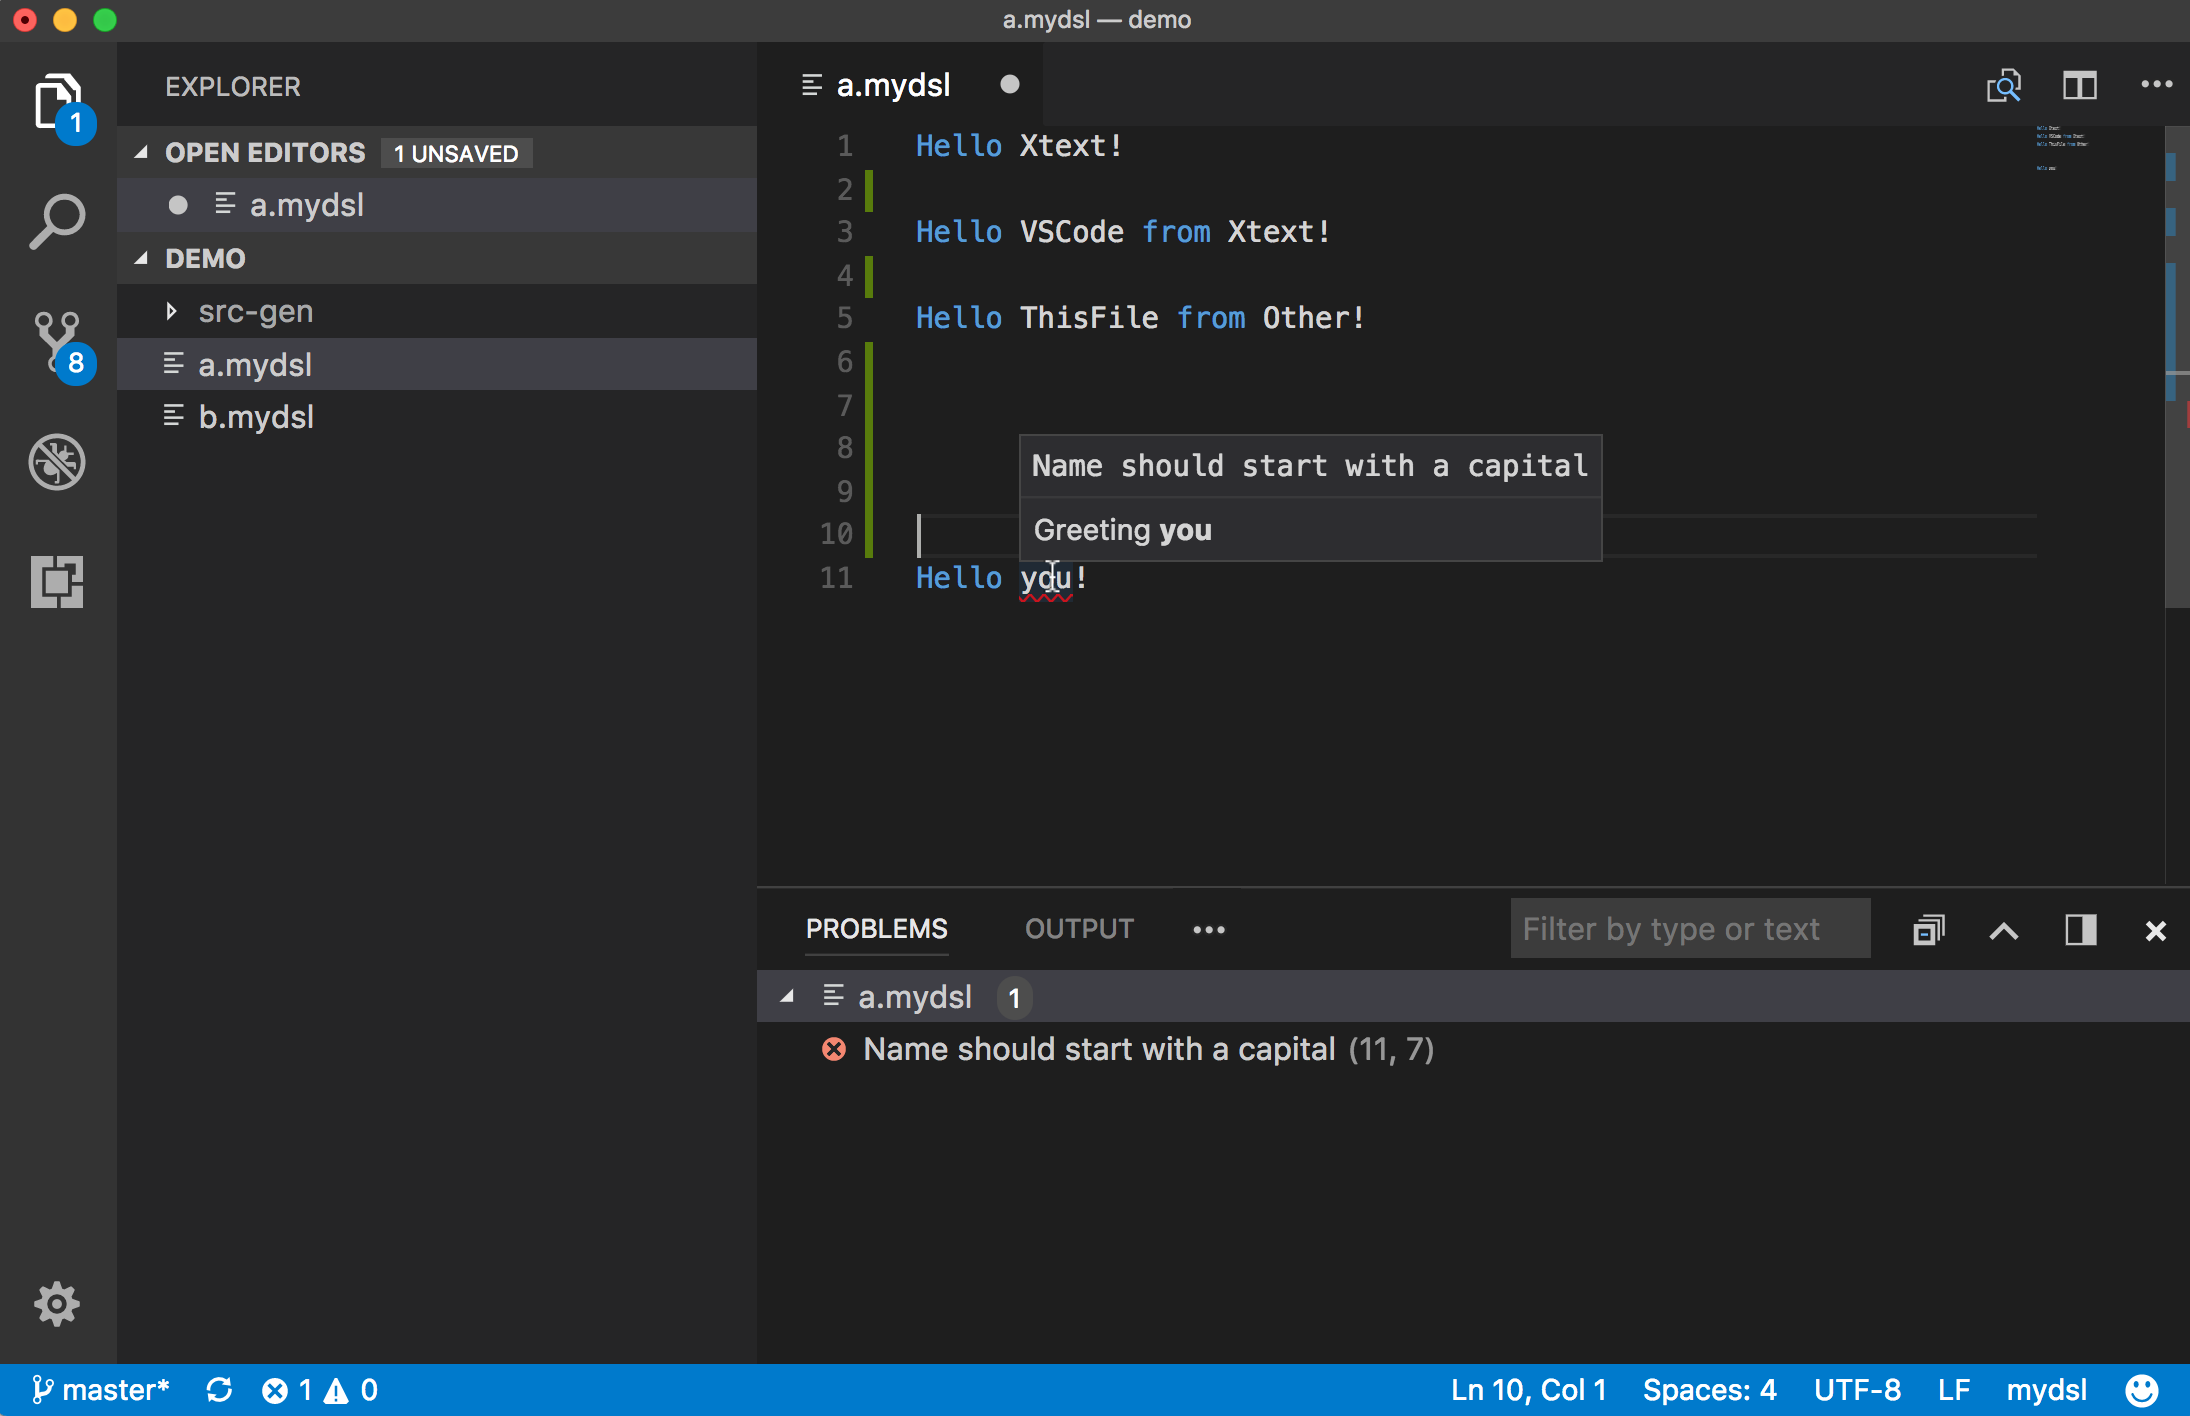 a.mydsl — demo
1
8
EXPLORER
OPEN EDITORS 1 UNSAVED
a.mydsl
DEMO
src-gen
a.mydsl
b.mydsl
a.mydsl
1 Hello Xtext!
2
3 Hello VSCode from Xtext!
4
5 Hello ThisFile from Other!
6
7
8
9
10
11 Hello you!
Name should start with a capital
Greeting you
PROBLEMS OUTPUT ••• Filter by type or text
a.mydsl 1
Name should start with a capital (11, 7)
master* 1 0 Ln 10, Col 1 Spaces: 4 UTF-8 LF mydsl